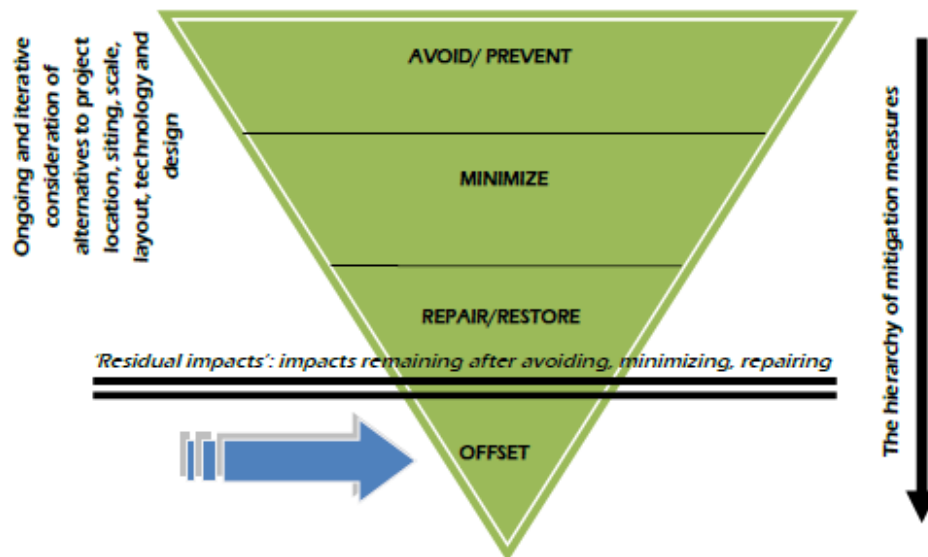 Ongoing and iterative
consideration of
alternatives to project
location, siting, scale,
layout, technology and
design
AVOID/ PREVENT
MINIMIZE
REPAIR/RESTORE
'Residual impacts': impacts remaining after avoiding, minimizing, repairing
OFFSET
The hierarchy of mitigation measures